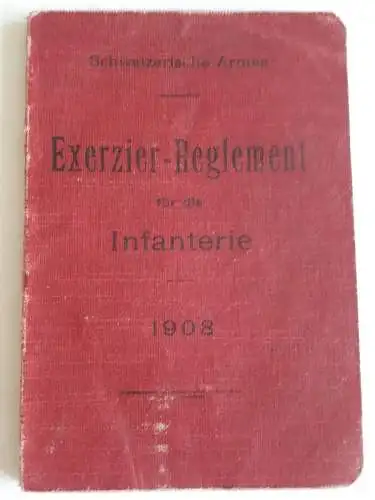 Schweizerische Armee
Exerzier-Reglement
für die
Infanterie
1908